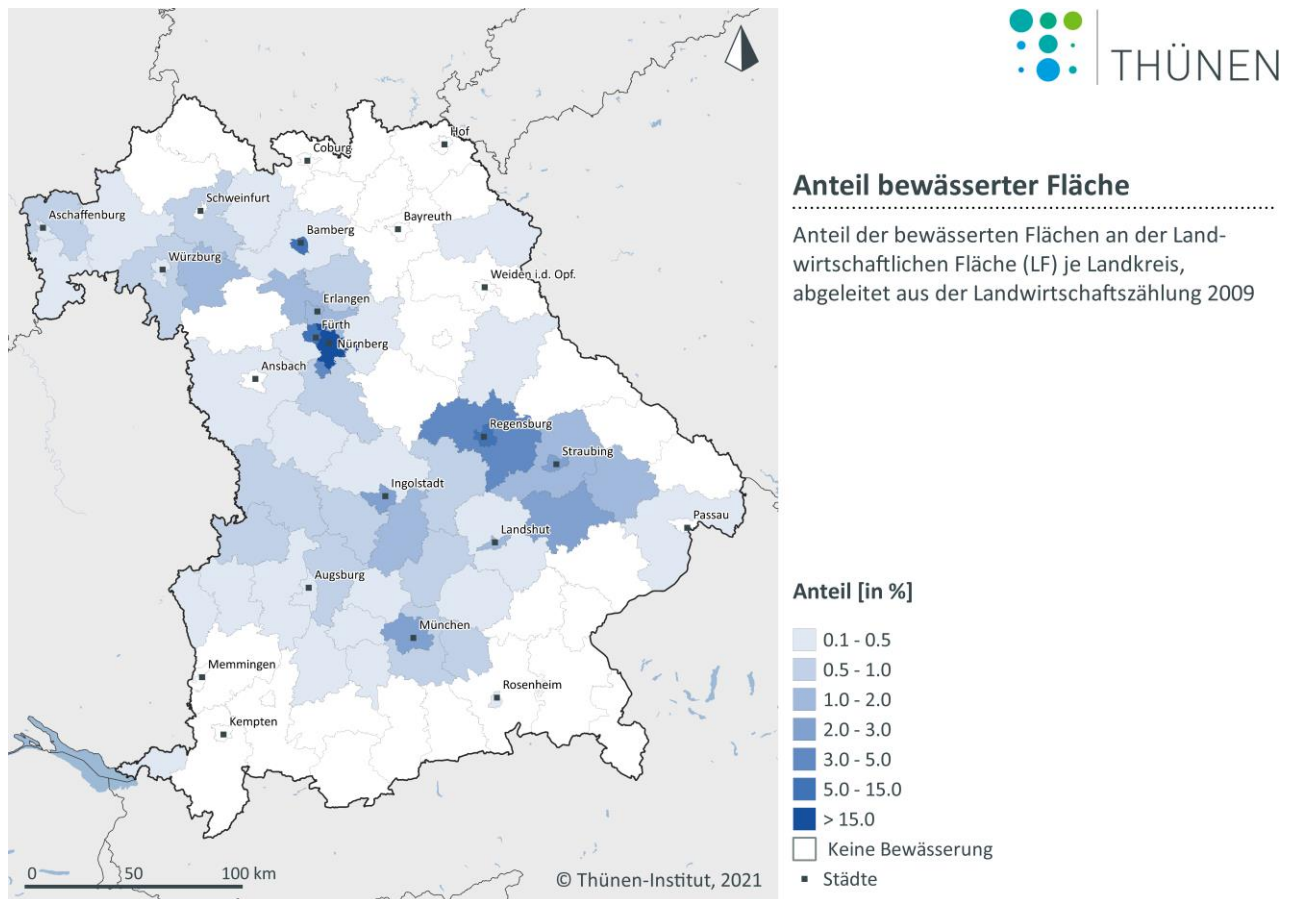 THÜNEN
Anteil bewässerter Fläche
Anteil der bewässerten Flächen an der Land-
wirtschaftlichen Fläche (LF) je Landkreis,
abgeleitet aus der Landwirtschaftszählung 2009
Hof
Coburg
Schweinfurt
Aschaffenburg
Bayreuth
Bamberg
Würzburg
Weiden i.d. Opf.
Erlangen
Fürth
Nürnberg
Ansbach
Regensburg
Straubing
Ingolstadt
Passau
Landshut
Augsburg
München
Memmingen
Rosenheim
Kempten
0 50 100 km
© Thünen-Institut, 2021
Anteil [in %]
0.1 - 0.5
0.5 - 1.0
1.0 - 2.0
2.0 - 3.0
3.0 - 5.0
5.0 - 15.0
> 15.0
Keine Bewässerung
Städte